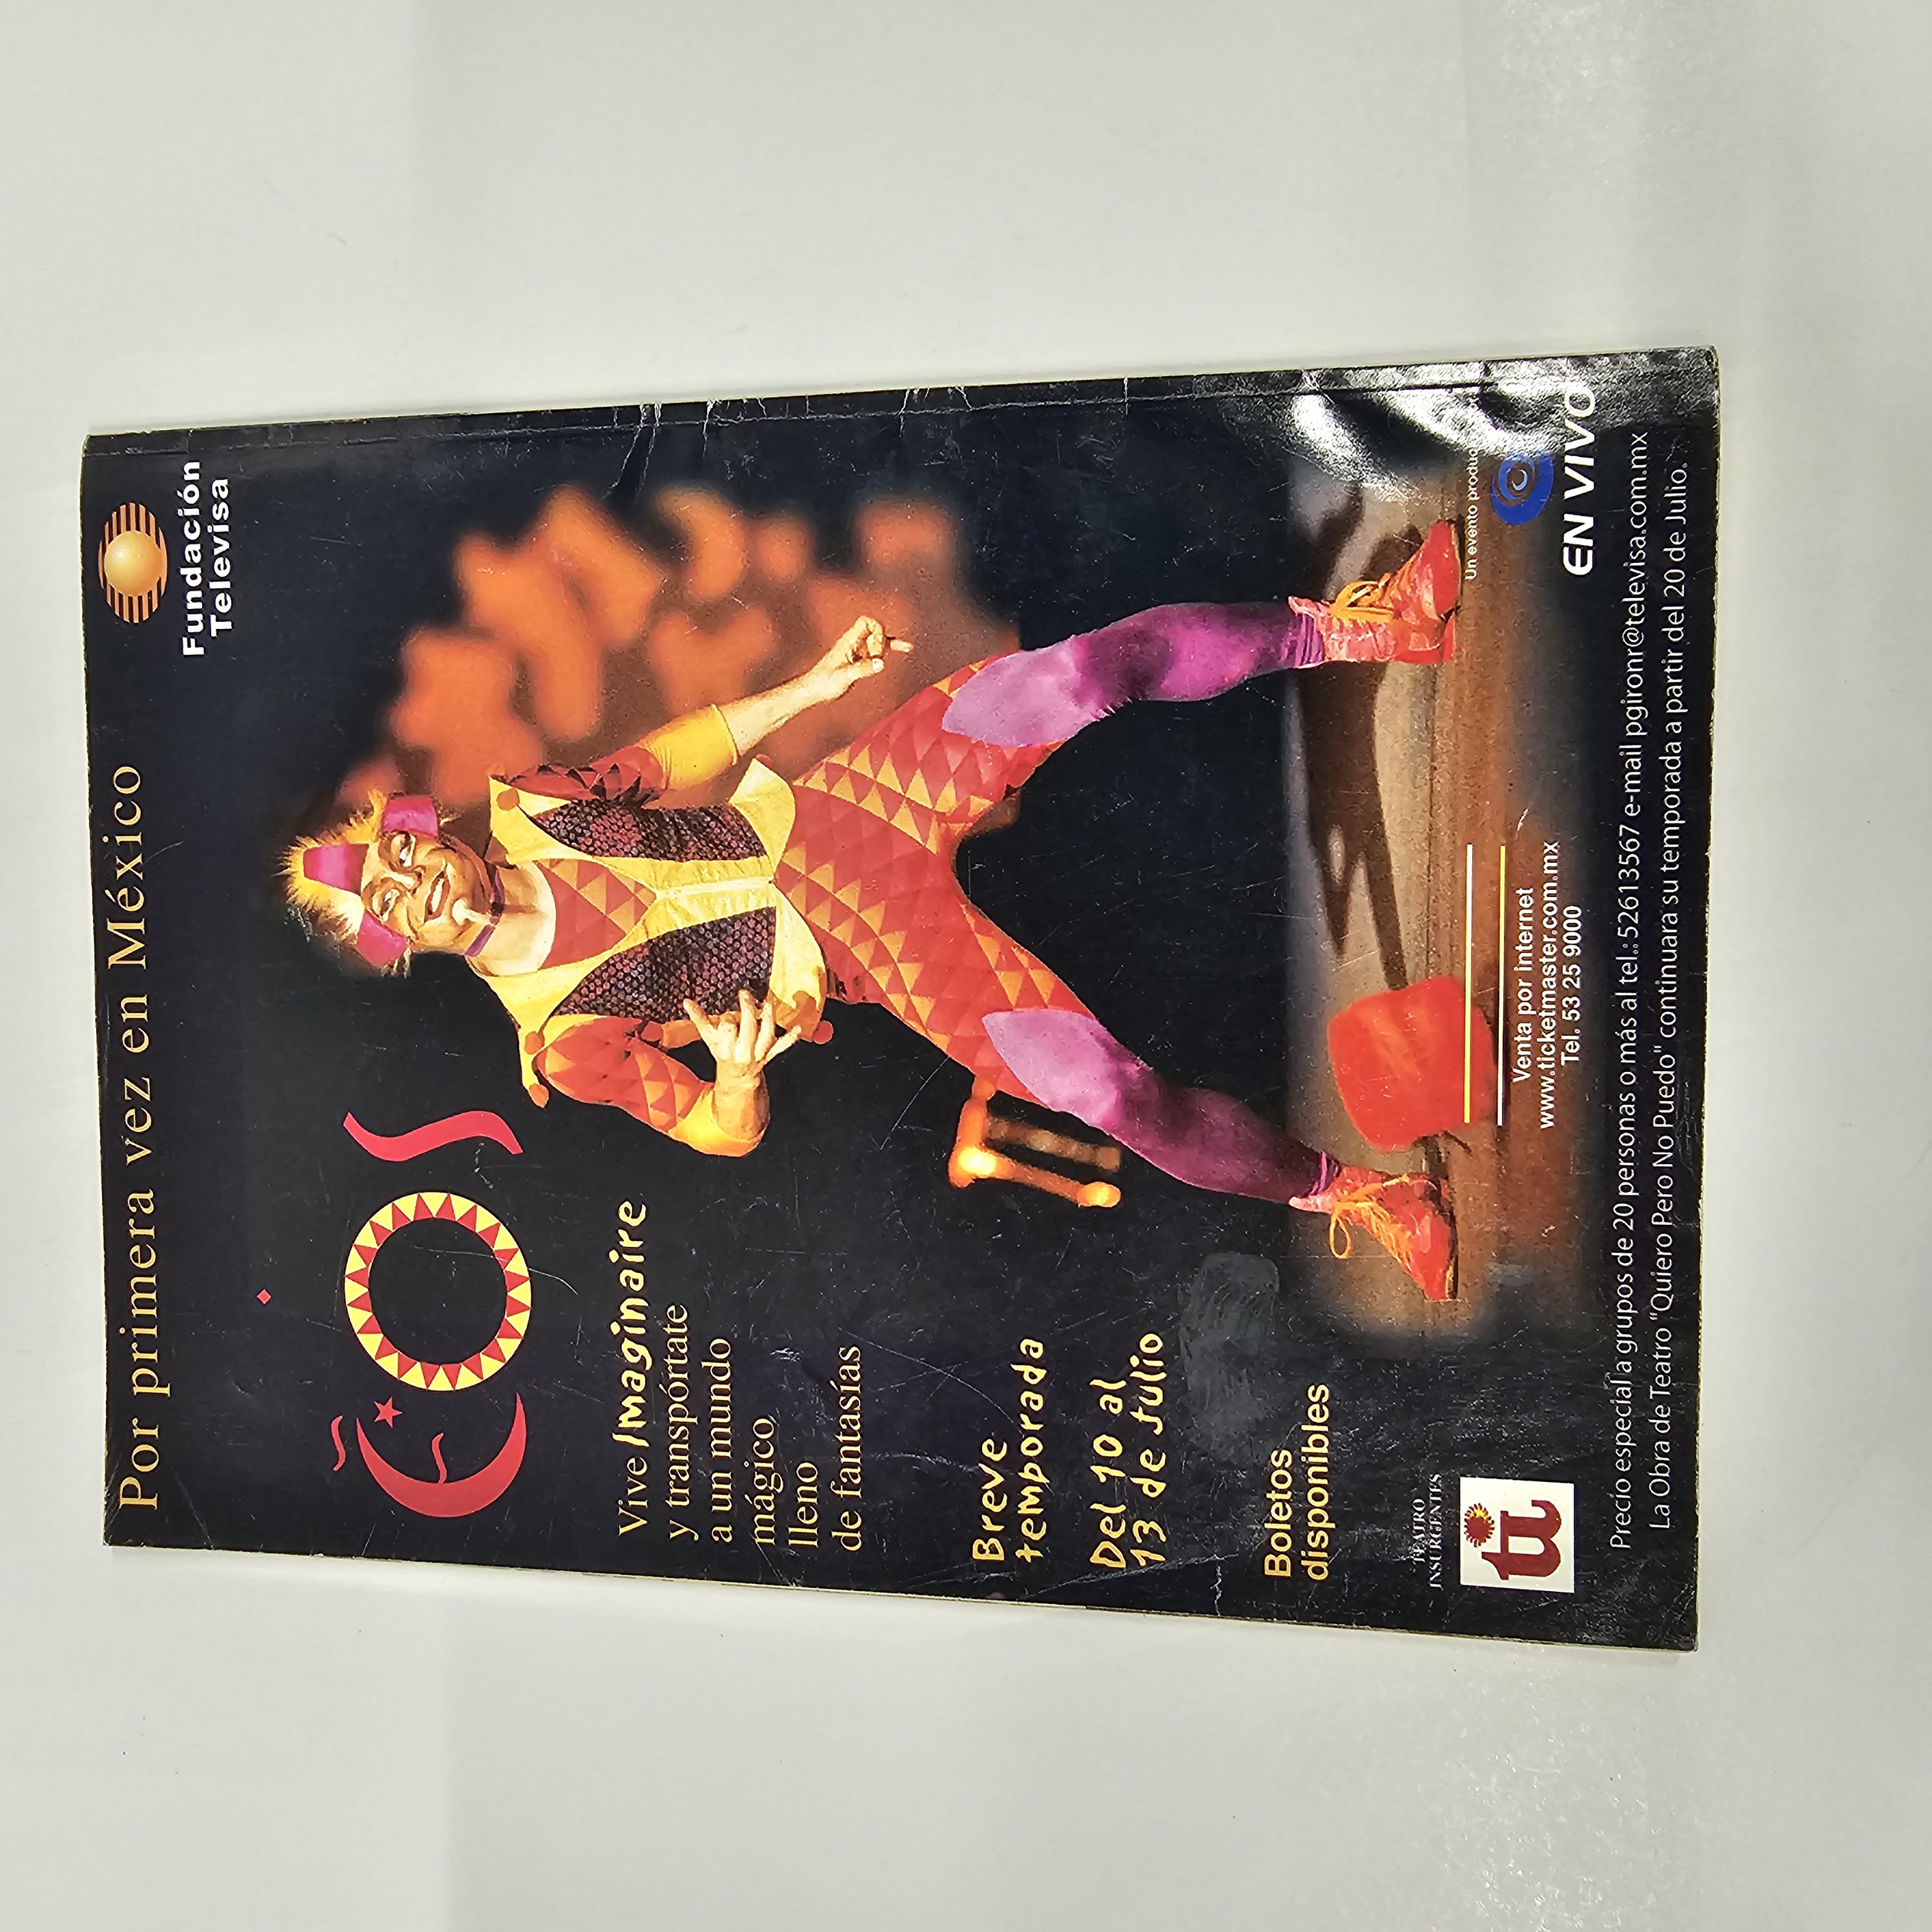 Por primera vez en México
Fundación
Televisa
ĒOS
Vive Imaginaire
y transpórtate
a un mundo
mágico
lleno
de fantasías
Breve
temporada
Del 10 al
13 de Julio
Boletos
disponibles
TEATRO
INSURGENTES
ti
Venta por internet
www.ticketmaster.com.mx
Tel. 53 25 9000
Un evento
EN VIVO
Precio especial a grupos de 20 personas o más al tel.: 52613567 e-mail pgironr@televisa.com.mx
La Obra de Teatro "Quiero Pero No Puedo" continuara su temporada a partir del 20 de Julio.